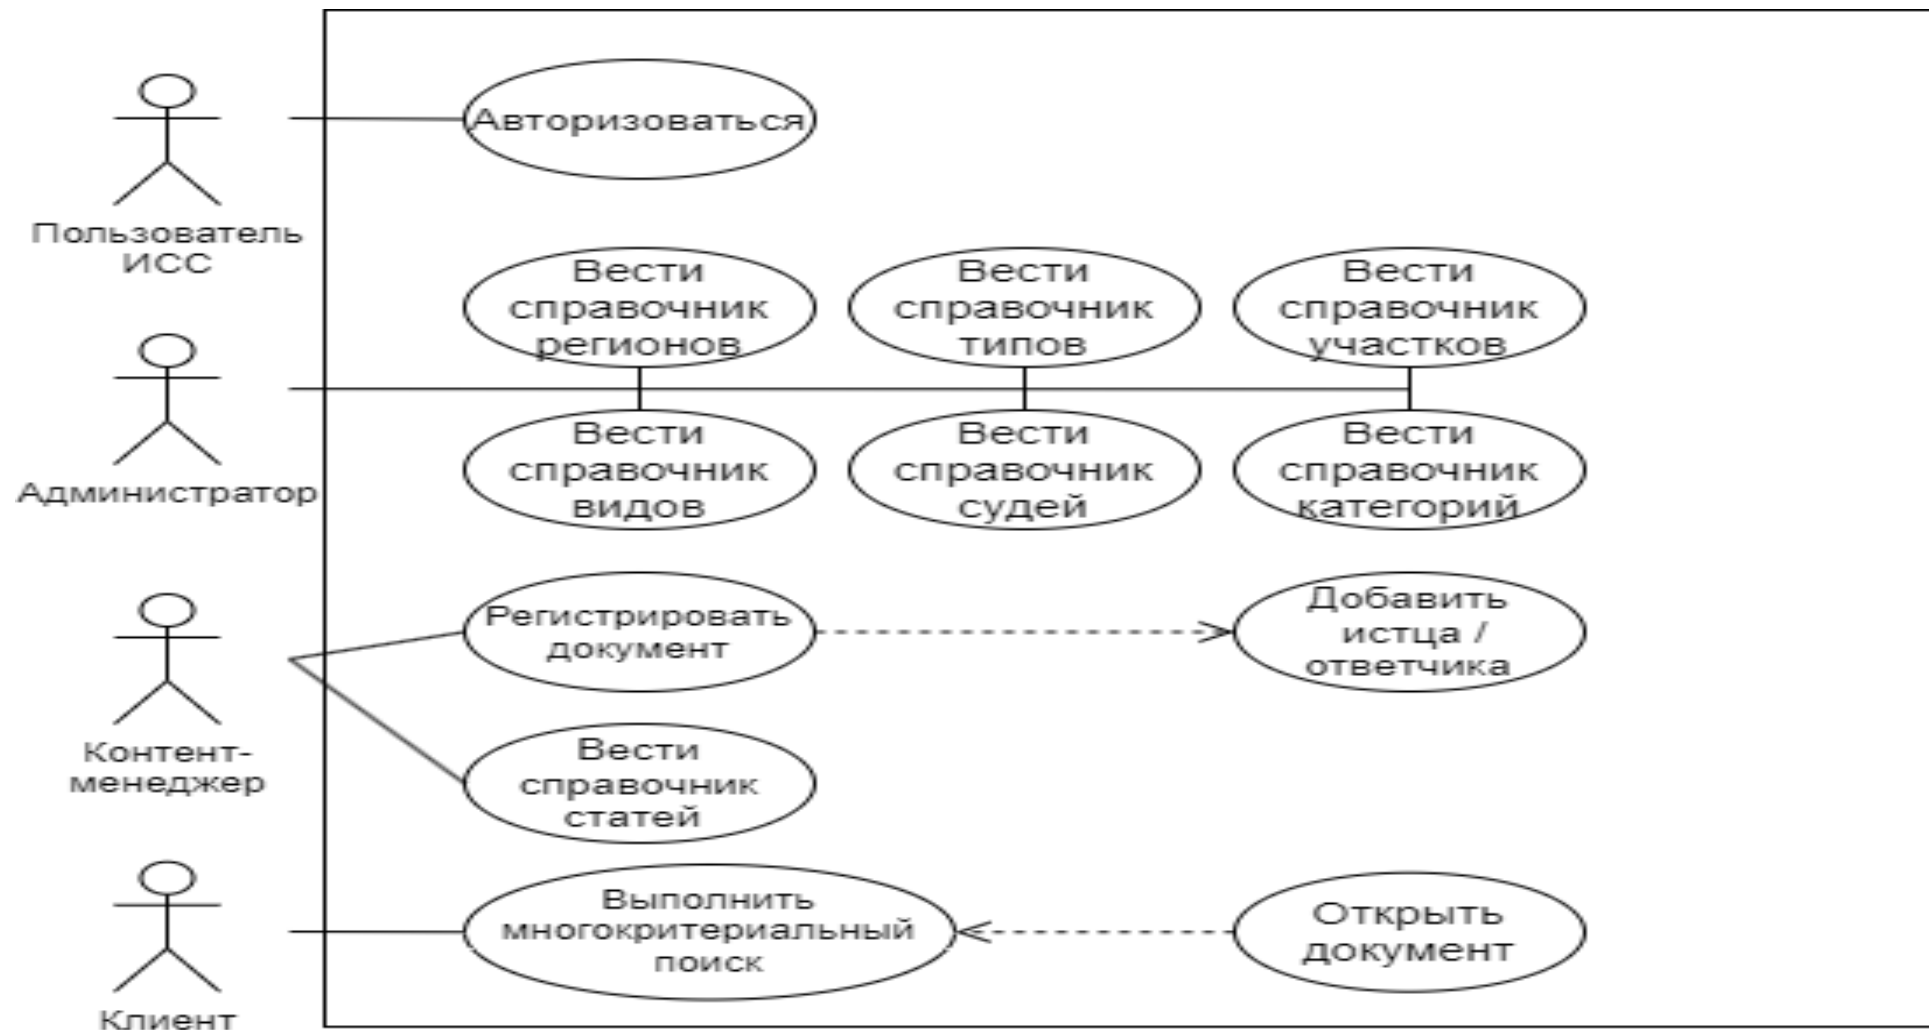 Авторизоваться
Пользователь
ИСС
Вести
справочник
регионов
Вести
справочник
типов
Вести
справочник
участков
Администратор
Вести
справочник
видов
Вести
справочник
судей
Вести
справочник
категорий
Контент-
менеджер
Регистрировать
документ
Добавить
истца /
ответчика
Вести
справочник
статей
Клиент
Выполнить
многокритериальный
поиск
Открыть
документ